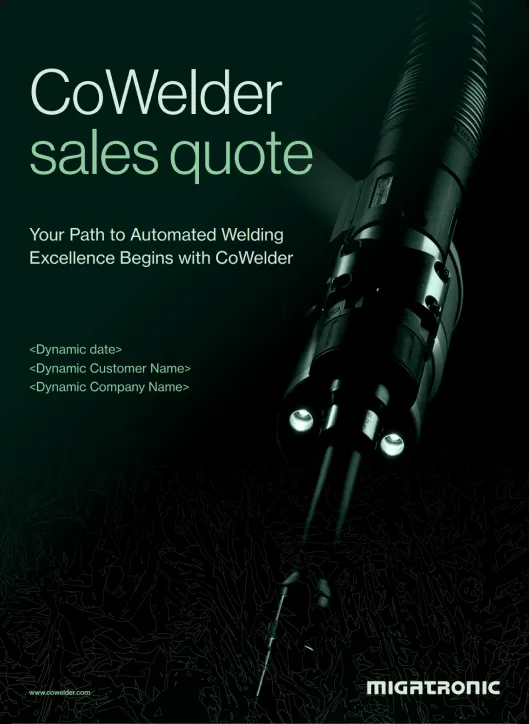 CoWelder
sales quote
Your Path to Automated Welding
Excellence Begins with CoWelder
<Dynamic date>
<Dynamic Customer Name>
<Dynamic Company Name>
www.cowelder.com
MIGATRONIC